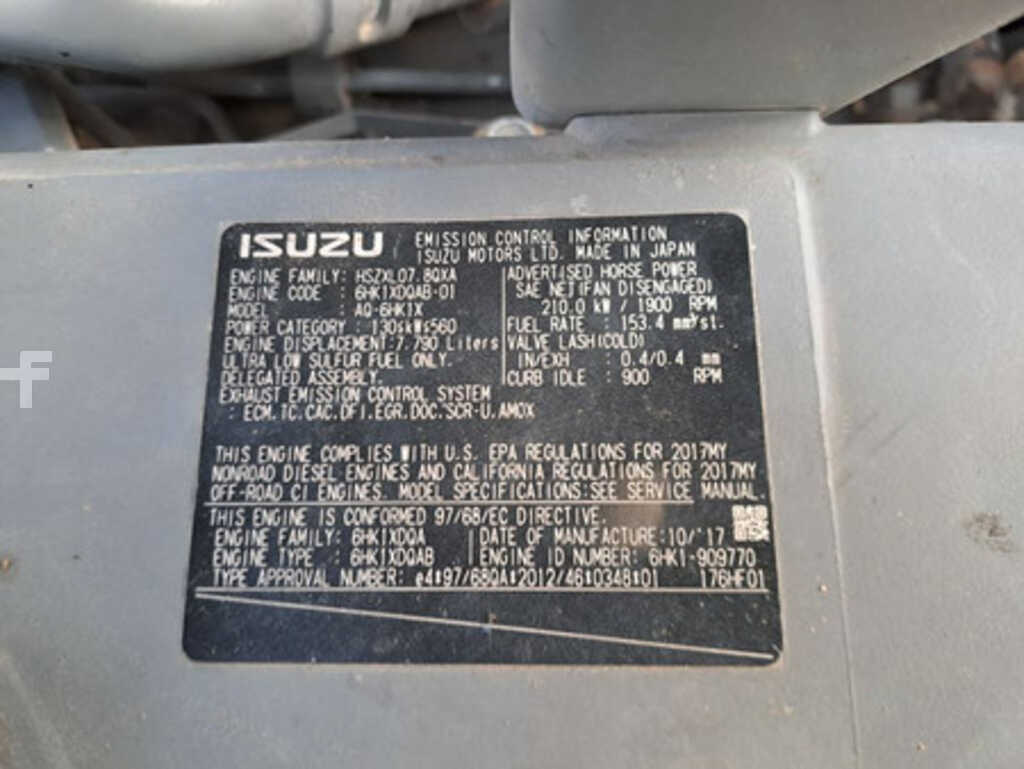 ISUZU
EMISSION CONTROL INFORMATION
ISUZU MOTORS LTD. MADE IN JAPAN
ENGINE FAMILY: HSZXL07.8QXA
ENGINE CODE : 6HK1XDQAB-01
MODEL : AQ-6HK1X
POWER CATEGORY : 130≤kW≤560
ENGINE DISPLACEMENT:7.790 Liters
ULTRA LOW SULFUR FUEL ONLY.
DELEGATED ASSEMBLY.
EXHAUST EMISSION CONTROL SYSTEM
: ECM.TC.CAC.DFI.EGR.DOC.SCR-U.AMOX
ADVERTISED HORSE POWER
SAE NET(FAN DISENGAGED)
210.0 kW / 1900 RPM
FUEL RATE : 153.4 mm³/st.
VALVE LASH(COLD)
IN/EXH : 0.4/0.4 mm
CURB IDLE : 900 RPM
THIS ENGINE COMPLIES WITH U.S. EPA REGULATIONS FOR 2017MY
NONROAD DIESEL ENGINES AND CALIFORNIA REGULATIONS FOR 2017MY
OFF-ROAD CI ENGINES. MODEL SPECIFICATIONS:SEE SERVICE MANUAL.
THIS ENGINE IS CONFORMED 97/68/EC DIRECTIVE.
ENGINE FAMILY : 6HK1XDQA
DATE OF MANUFACTURE:10/'17
ENGINE TYPE : 6HK1XDQAB
ENGINE ID NUMBER: 6HK1-909770
TYPE APPROVAL NUMBER: e4*97/68QA*2012/46*0348*01 176HF01